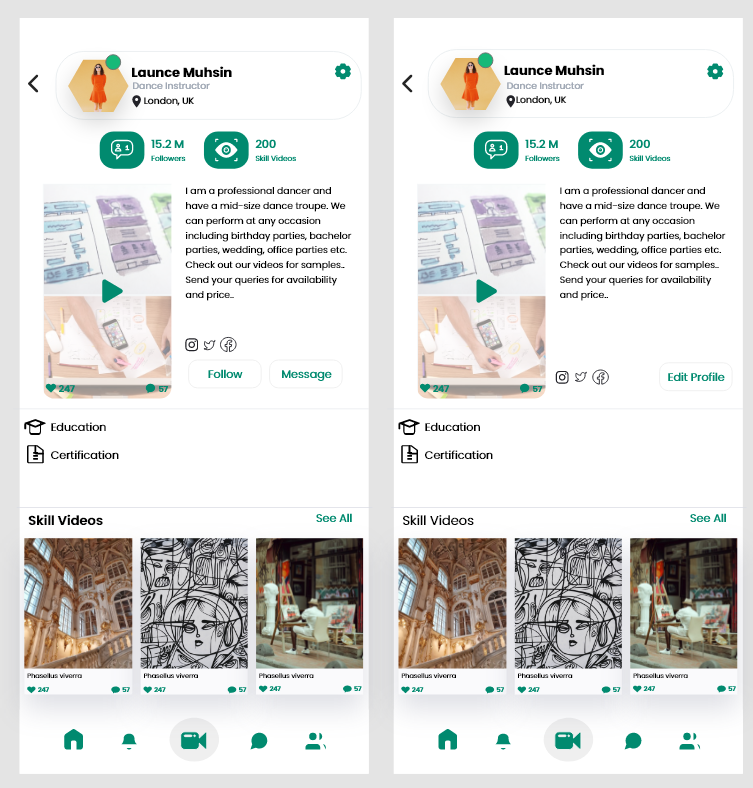 Launce Muhsin
Dance Instructor
London, UK
1
15.2 M
Followers
200
Skill Videos
I am a professional dancer and
have a mid-size dance troupe. We
can perform at any occasion
including birthday parties, bachelor
parties, wedding, office parties etc.
Check out our videos for samples..
Send your queries for availability
and price..
247
57
Follow
Message
Education
Certification
Skill Videos
See All
Phasellus viverra
247
57
Phasellus viverra
247
57
Phasellus viverra
247
57
Launce Muhsin
Dance Instructor
London, UK
1
15.2 M
Followers
200
Skill Videos
I am a professional dancer and
have a mid-size dance troupe. We
can perform at any occasion
including birthday parties, bachelor
parties, wedding, office parties etc.
Check out our videos for samples..
Send your queries for availability
and price..
247
57
Edit Profile
Education
Certification
Skill Videos
See All
Phasellus viverra
247
57
Phasellus viverra
247
57
Phasellus viverra
247
57